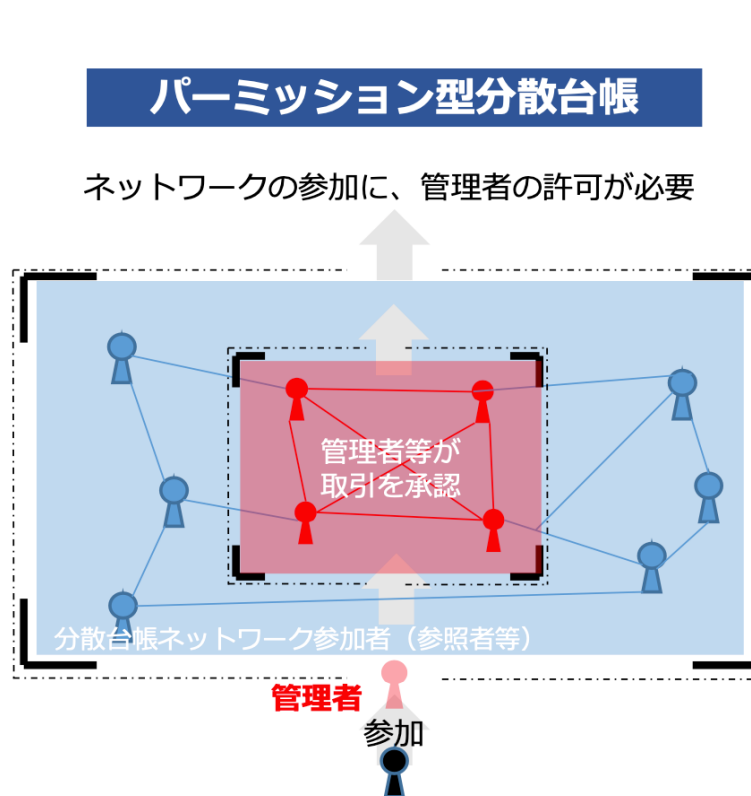 パーミッション型分散台帳
ネットワークの参加に、管理者の許可が必要
管理者等が
取引を承認
分散台帳ネットワーク参加者（参照者等）
管理者
参加